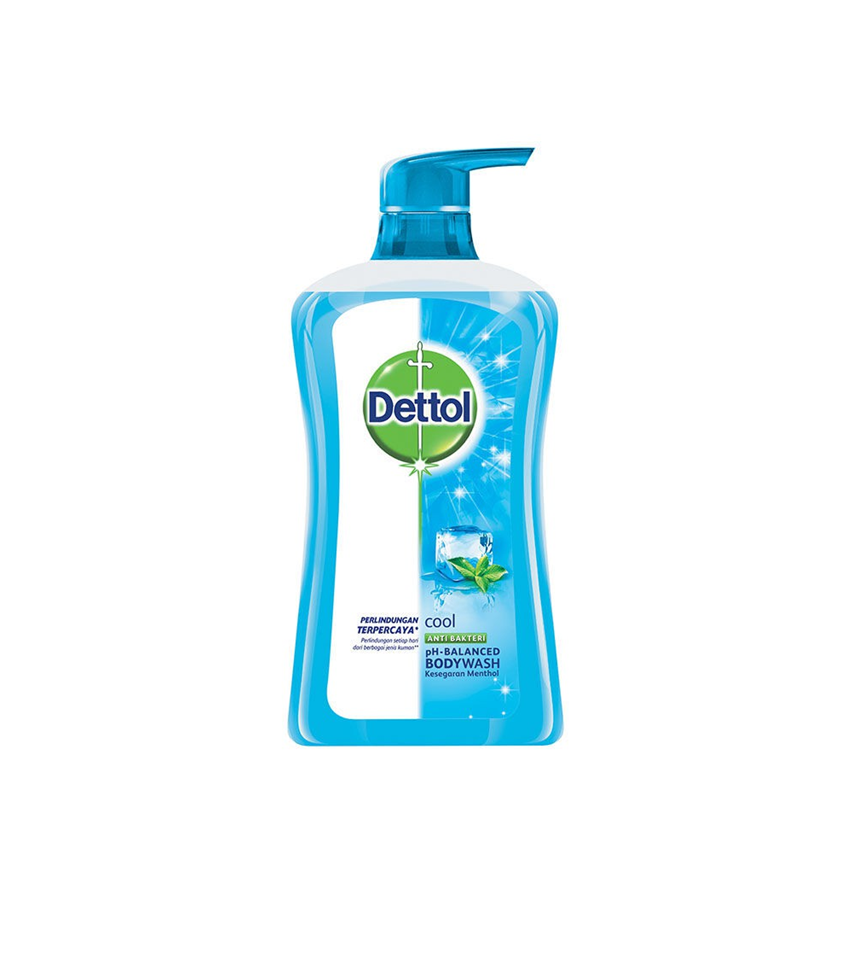 Dettol
PERLINDUNGAN
TERPERCAYA*
Perlindungan setiap hari
dari berbagai jenis kuman**
cool
ANTI BAKTERI
pH-BALANCED
BODYWASH
Kesegaran Menthol